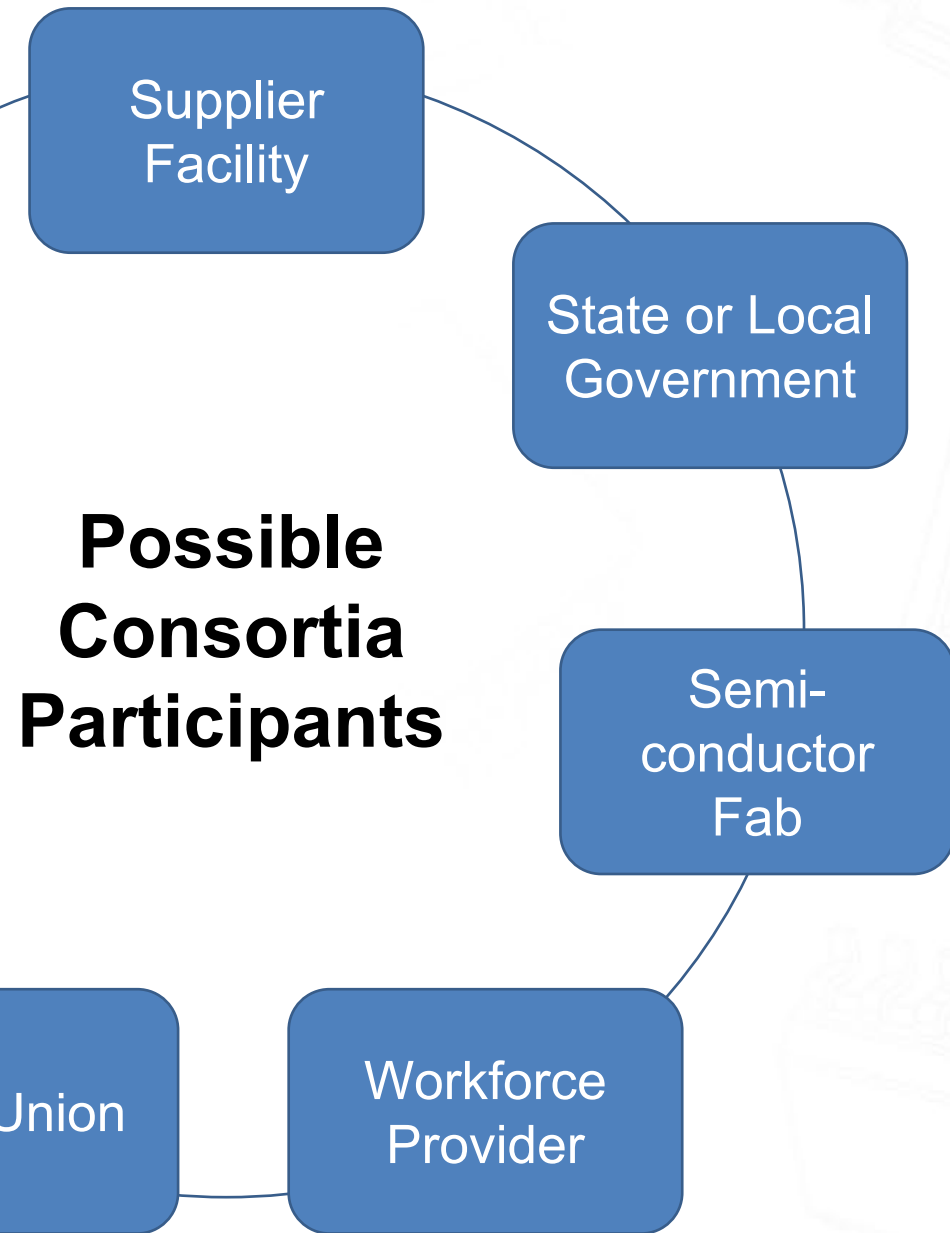 Supplier
Facility
State or Local
Government
Possible
Consortia
Participants
Semi-
conductor
Fab
Workforce
Provider
Union